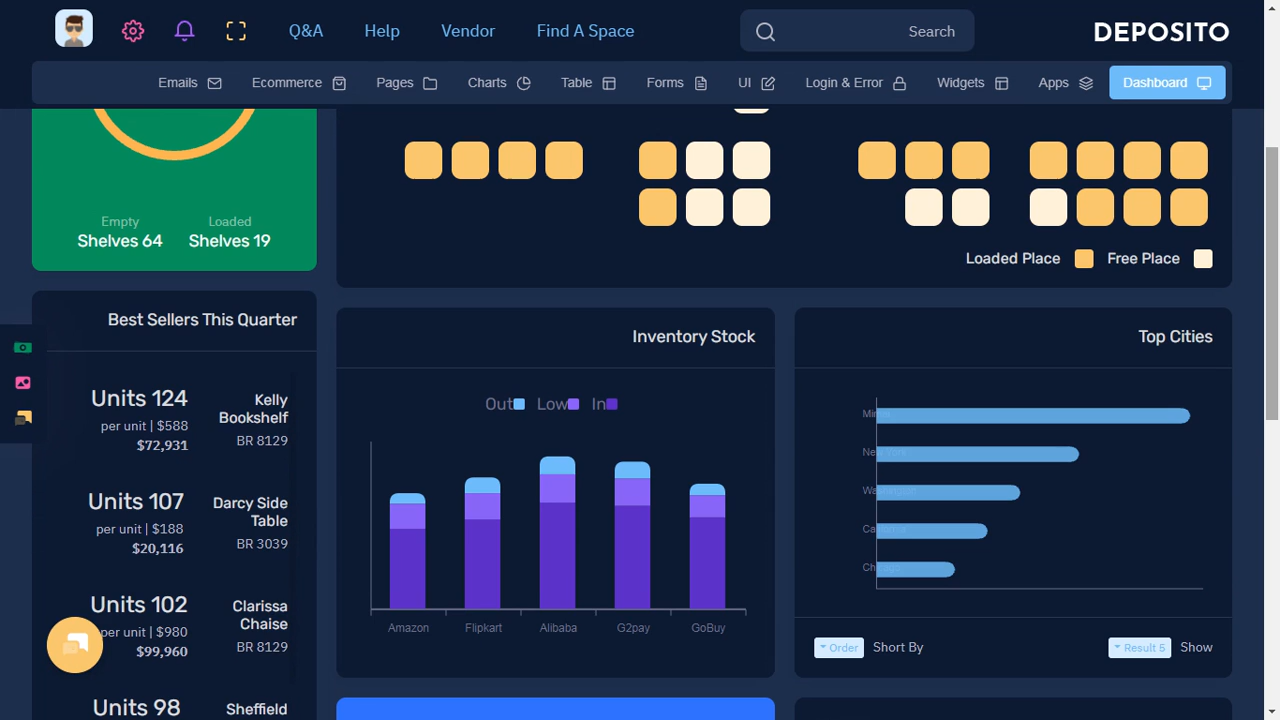 Q&A
Help
Vendor
Find A Space
Search
DEPOSITO
Emails
Ecommerce
Pages
Charts
Table
Forms
UI
Login & Error
Widgets
Apps
Dashboard
Empty
Shelves 64
Loaded
Shelves 19
Loaded Place
Free Place
Best Sellers This Quarter
Units 124
per unit | $588
$72,931
Kelly
Bookshelf
BR 8129
Units 107
per unit | $188
$20,116
Darcy Side
Table
BR 3039
Units 102
per unit | $980
$99,960
Clarissa
Chaise
BR 8129
Units 98
Sheffield
Inventory Stock
Out
Low
In
Amazon
Flipkart
Alibaba
G2pay
GoBuy
Top Cities
New York
Washington
California
Chicago
Order
Short By
Result 5
Show